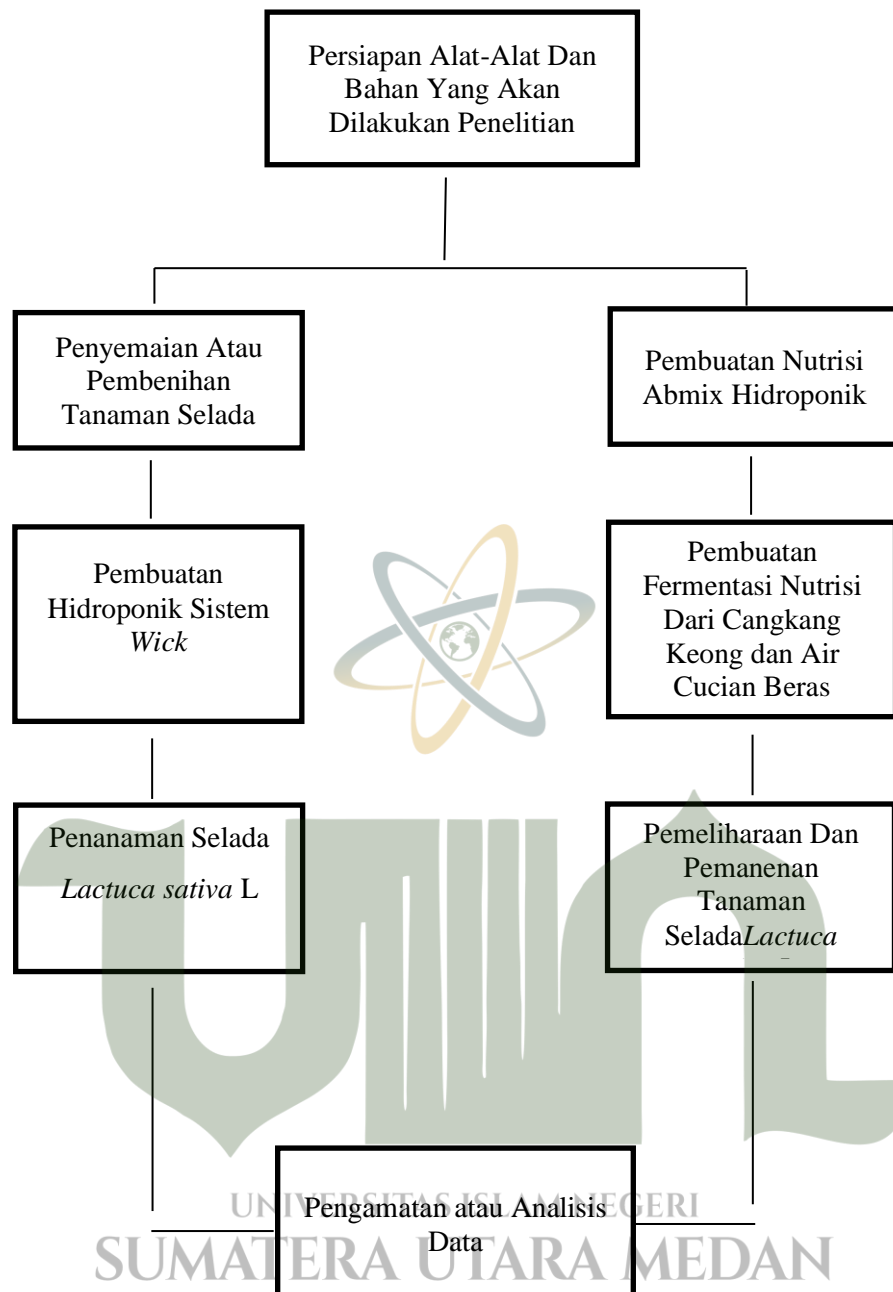 Persiapan Alat-Alat Dan
Bahan Yang Akan
Dilakukan Penelitian
Penyemaian Atau
Pembenihan
Tanaman Selada
Pembuatan Nutrisi
Abmix Hidroponik
Pembuatan
Hidroponik Sistem
Wick
Pembuatan
Fermentasi Nutrisi
Dari Cangkang
Keong dan Air
Cucian Beras
Penanaman Selada
Lactuca sativa L
Pemeliharaan Dan
Pemanenan
Tanaman
SeladaLactuca
Pengamatan atau Analisis
Data
UNIVERSITAS ISLAM NEGERI
SUMATERA UTARA MEDAN